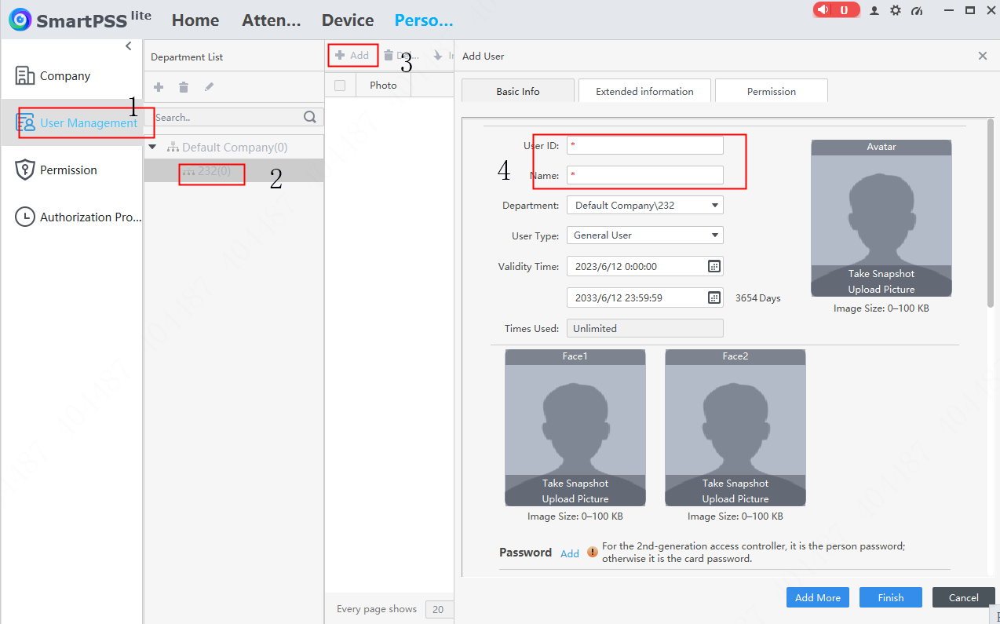 SmartPSS lite Home Atten... Device Perso... 0
Company
User Management 1
Permission
Authorization Pro...
Department List
Search..
Default Company(0)
232(0) 2
Add 3
Photo
Every page shows 20
Add User
Basic Info Extended information Permission
4
User ID: *
Name: *
Department: Default Company\232
User Type: General User
Validity Time: 2023/6/12 0:00:00
2033/6/12 23:59:59 3654 Days
Times Used: Unlimited
Avatar
Take Snapshot
Upload Picture
Image Size: 0–100 KB
Face1
Take Snapshot
Upload Picture
Image Size: 0–100 KB
Face2
Take Snapshot
Upload Picture
Image Size: 0–100 KB
Password Add For the 2nd-generation access controller, it is the person password;
otherwise it is the card password.
Add More Finish Cancel
404487